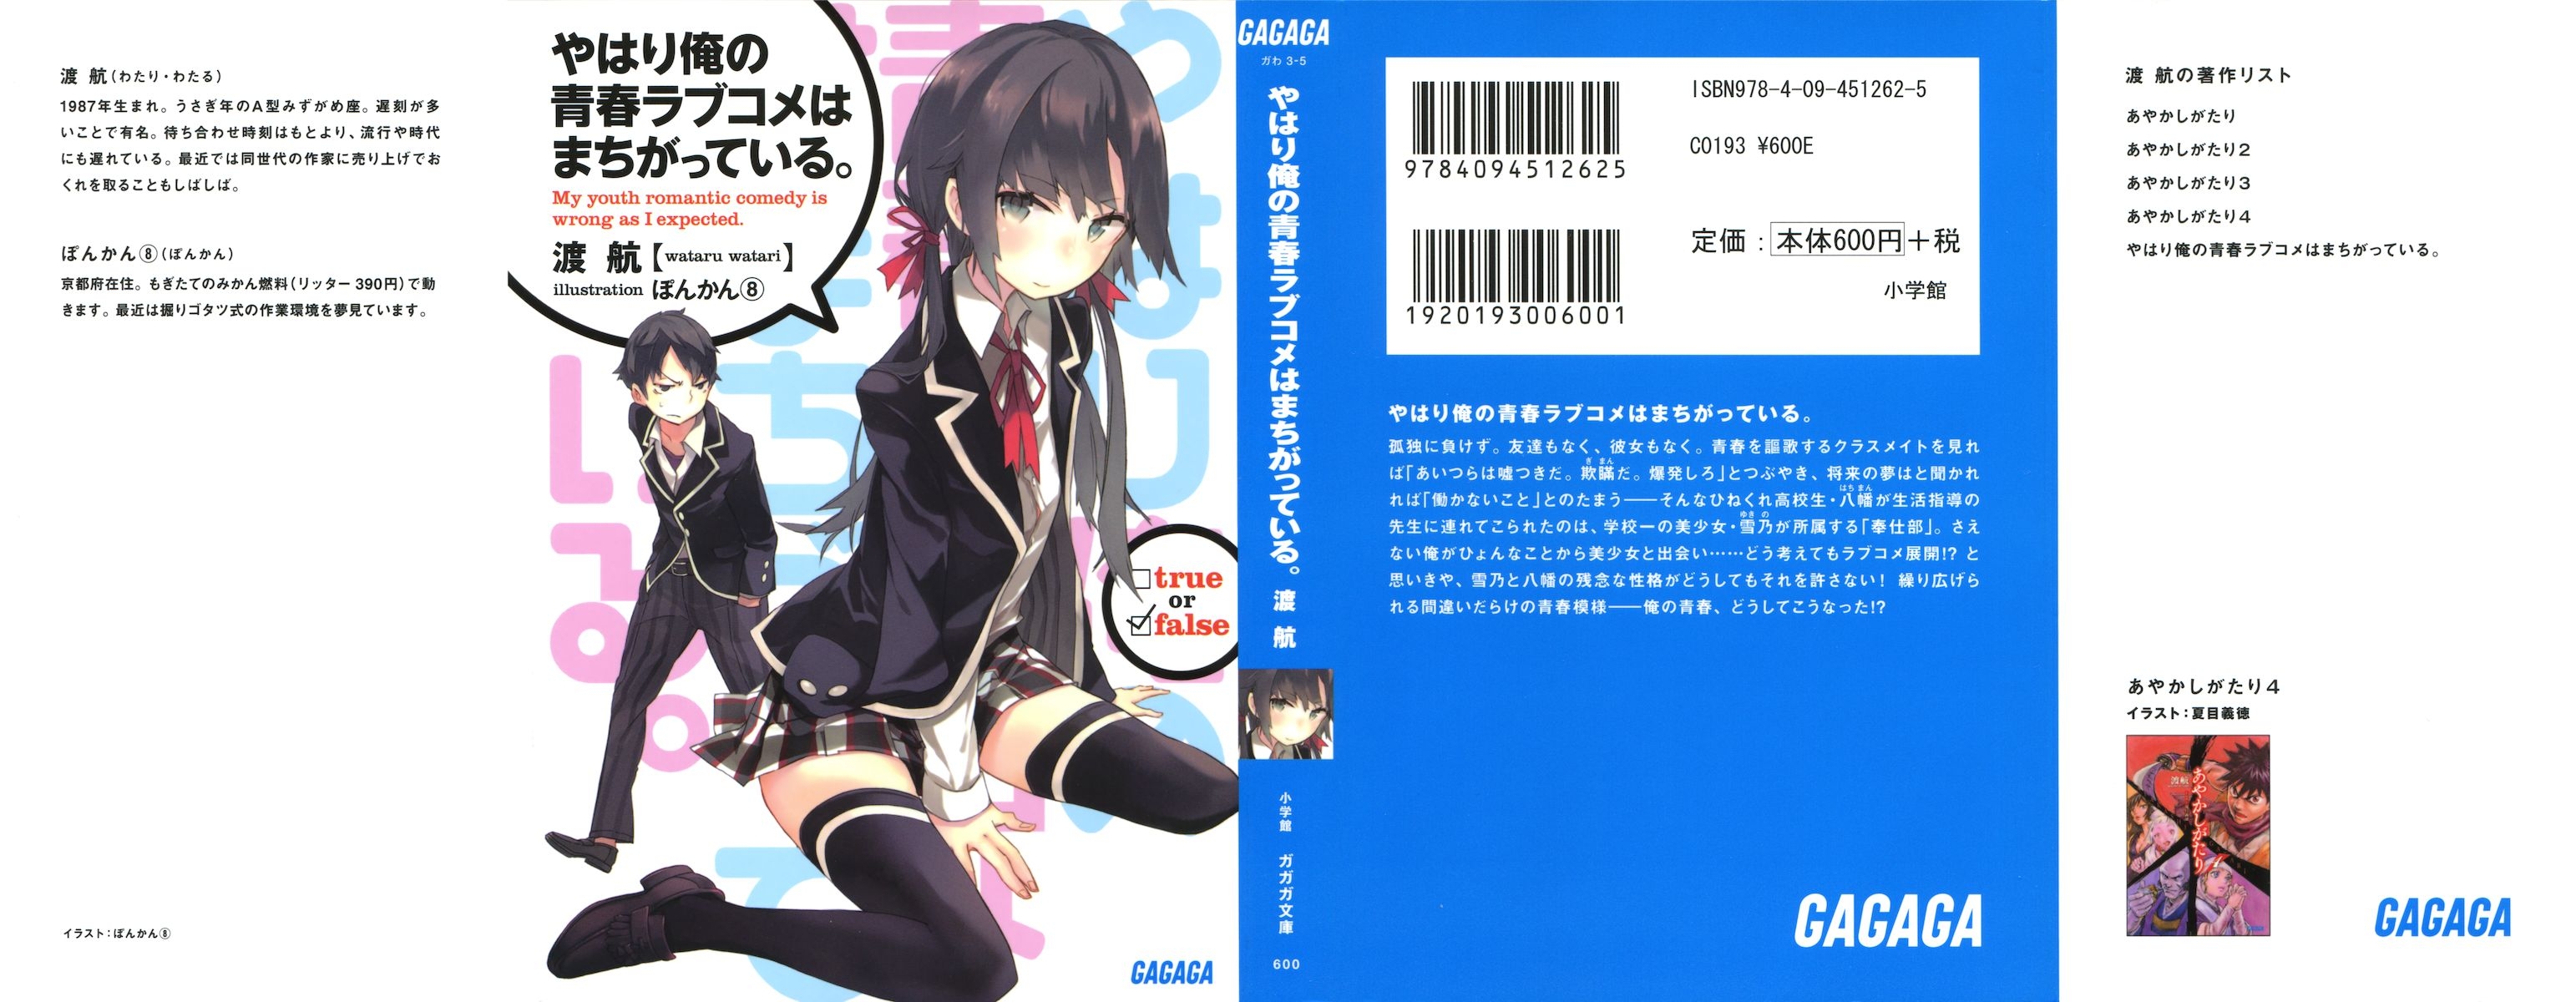 渡 航(わたり・わたる)
1987年生まれ。うさぎ年のA型みずがめ座。遅刻が多
いことで有名。待ち合わせ時刻はもとより、流行や時代
にも遅れている。最近では同世代の作家に売り上げでお
くれを取ることもしばしば。
ぽんかん⑧(ぽんかん)
京都府在住。もぎたてのみかん燃料(リッター390円)で動
きます。最近は掘りゴタツ式の作業環境を夢見ています。
イラスト:ぽんかん⑧
やはり俺の
青春ラブコメは
まちがっている。
My youth romantic comedy is
wrong as I expected.
渡 航【wataru watari】
illustration ぽんかん⑧
true
or
false
GAGAGA
GAGAGA
ガわ 3-5
やはり俺の青春ラブコメはまちがっている。 渡 航
小学館 ガガガ文庫
600
ISBN978-4-09-451262-5
C0193 ¥600E
9784094512625
定価:本体600円+税
小学館
1920193006001
やはり俺の青春ラブコメはまちがっている。
孤独に負けず。友達もなく、彼女もなく。青春を謳歌するクラスメイトを見れ
ば「あいつらは嘘つきだ。欺瞞だ。爆発しろ」とつぶやき、将来の夢はと聞かれ
れば「働かないこと」とのたまう――そんなひねくれ高校生・八幡が生活指導の
先生に連れてこられたのは、学校一の美少女・雪乃が所属する「奉仕部」。さえ
ない俺がひょんなことから美少女と出会い……どう考えてもラブコメ展開!? と
思いきや、雪乃と八幡の残念な性格がどうしてもそれを許さない! 繰り広げら
れる間違いだらけの青春模様――俺の青春、どうしてこうなった!?
GAGAGA
渡 航の著作リスト
あやかしがたり
あやかしがたり2
あやかしがたり3
あやかしがたり4
やはり俺の青春ラブコメはまちがっている。
あやかしがたり4
イラスト:夏目義徳
渡航
あやかしがたり
GAGAGA